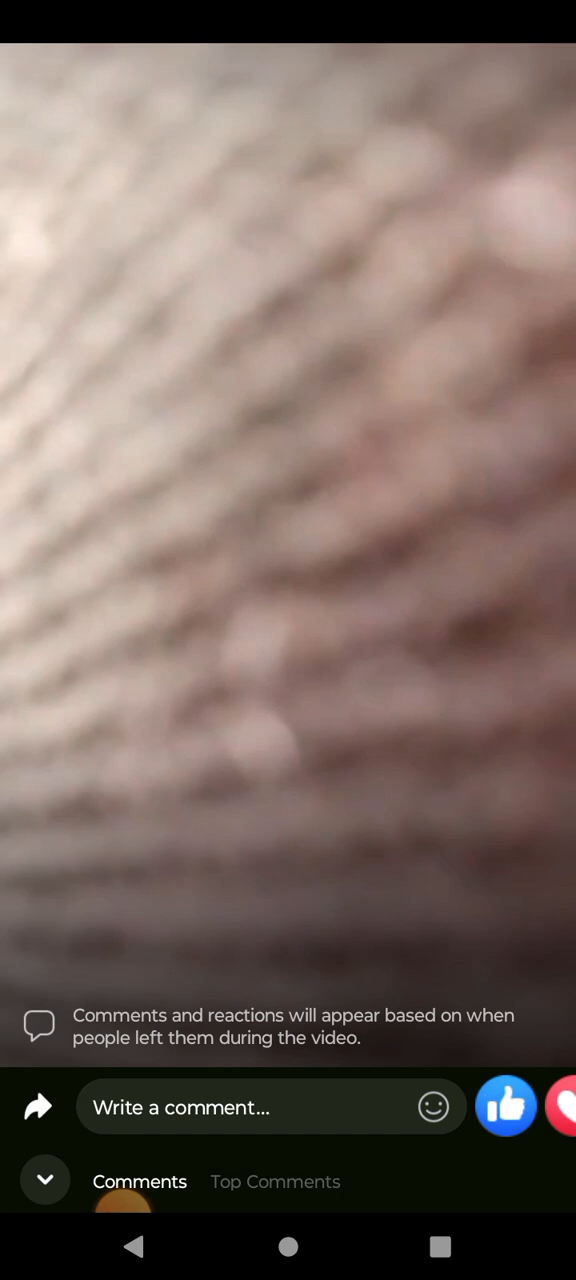 Comments and reactions will appear based on when
people left them during the video.
Write a comment...
Comments
Top Comments